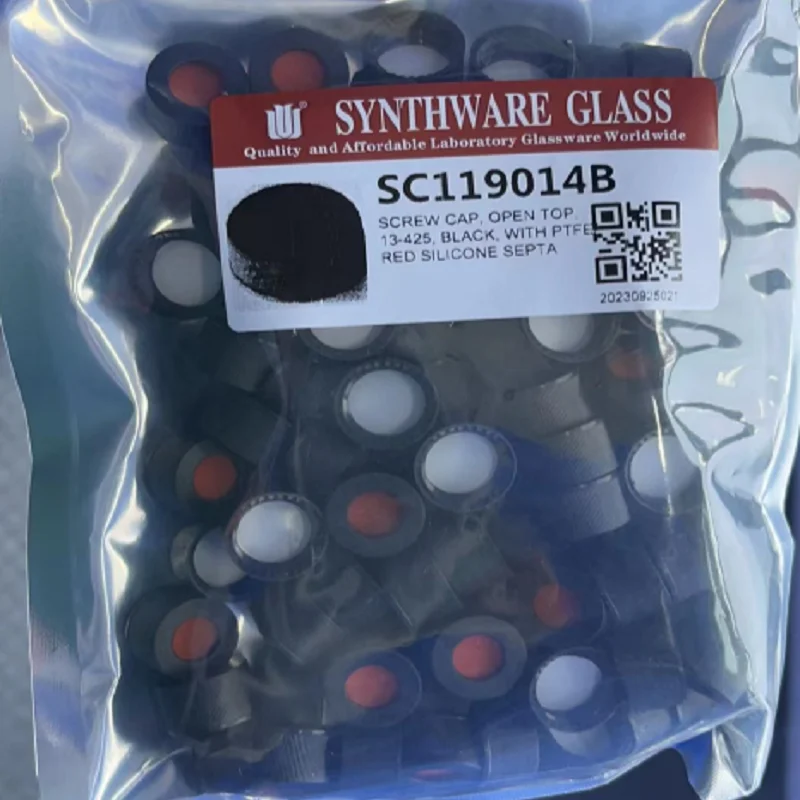 SYNTHWARE GLASS
Quality and Affordable Laboratory Glassware Worldwide
SC119014B
SCREW CAP, OPEN TOP,
13-425, BLACK, WITH PTFE
RED SILICONE SEPTA
20230925021